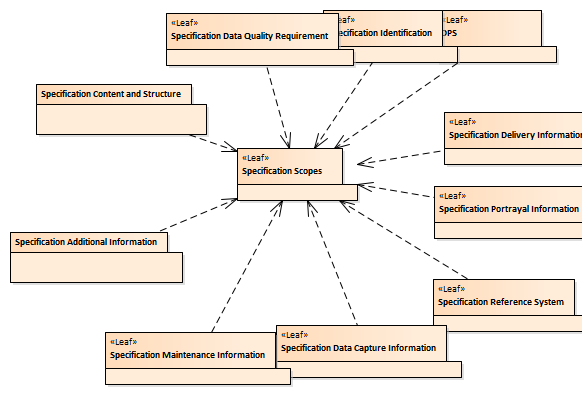 «Leaf»
Specification Data Quality Requirement
eaf»
ecification Identification
Leaf»
DPS
Specification Content and Structure
«Leaf»
Specification Delivery Information
«Leaf»
Specification Scopes
«Leaf»
Specification Portrayal Information
Specification Additional Information
«Leaf»
Specification Reference System
«Leaf»
Specification Maintenance Information
«Leaf»
Specification Data Capture Information